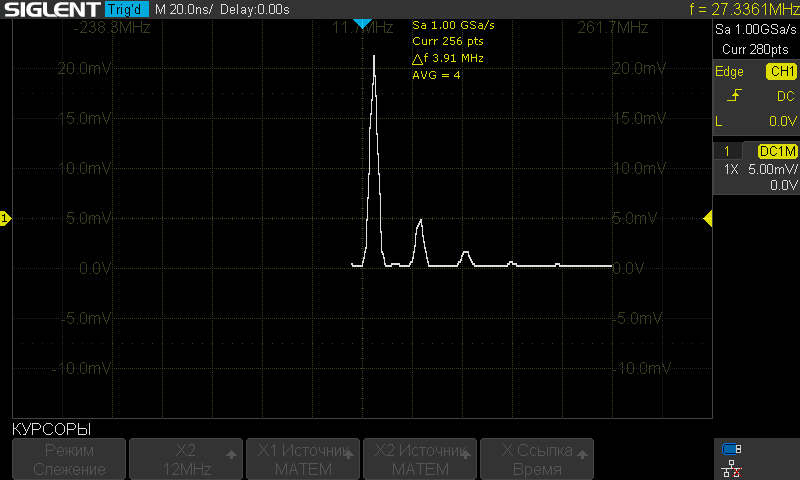 SIGLENT Trig'd M 20.0ns/ Delay:0.00s f = 27.3361MHz
-238.3MHz 11.7MHz 261.7MHz
Sa 1.00 GSa/s
Curr 256 pts
△f 3.91 MHz
AVG = 4
Sa 1.00GSa/s
Curr 280pts
Edge CH1
DC
L 0.0V
1 DC1M
1X 5.00mV/
0.0V
20.0mV 20.0mV
15.0mV 15.0mV
10.0mV 10.0mV
1 5.0mV 5.0mV
0.0V 0.0V
-5.0mV -5.0mV
-10.0mV -10.0mV
КУРСОРЫ
Режим Слежение
X2 12MHz
X1 Источник МАТЕМ
X2 Источник МАТЕМ
X Ссылка Время